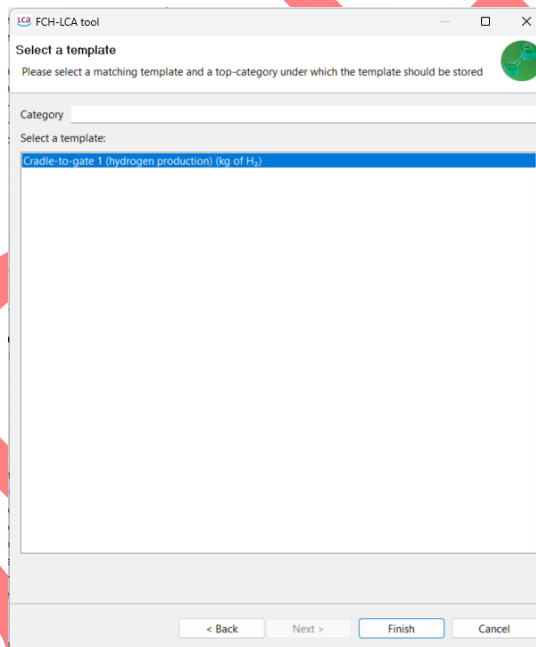 LCA FCH-LCA tool
Select a template
Please select a matching template and a top-category under which the template should be stored
Category
Select a template:
Cradle-to-gate 1 (hydrogen production) (kg of H₂)
< Back Next > Finish Cancel